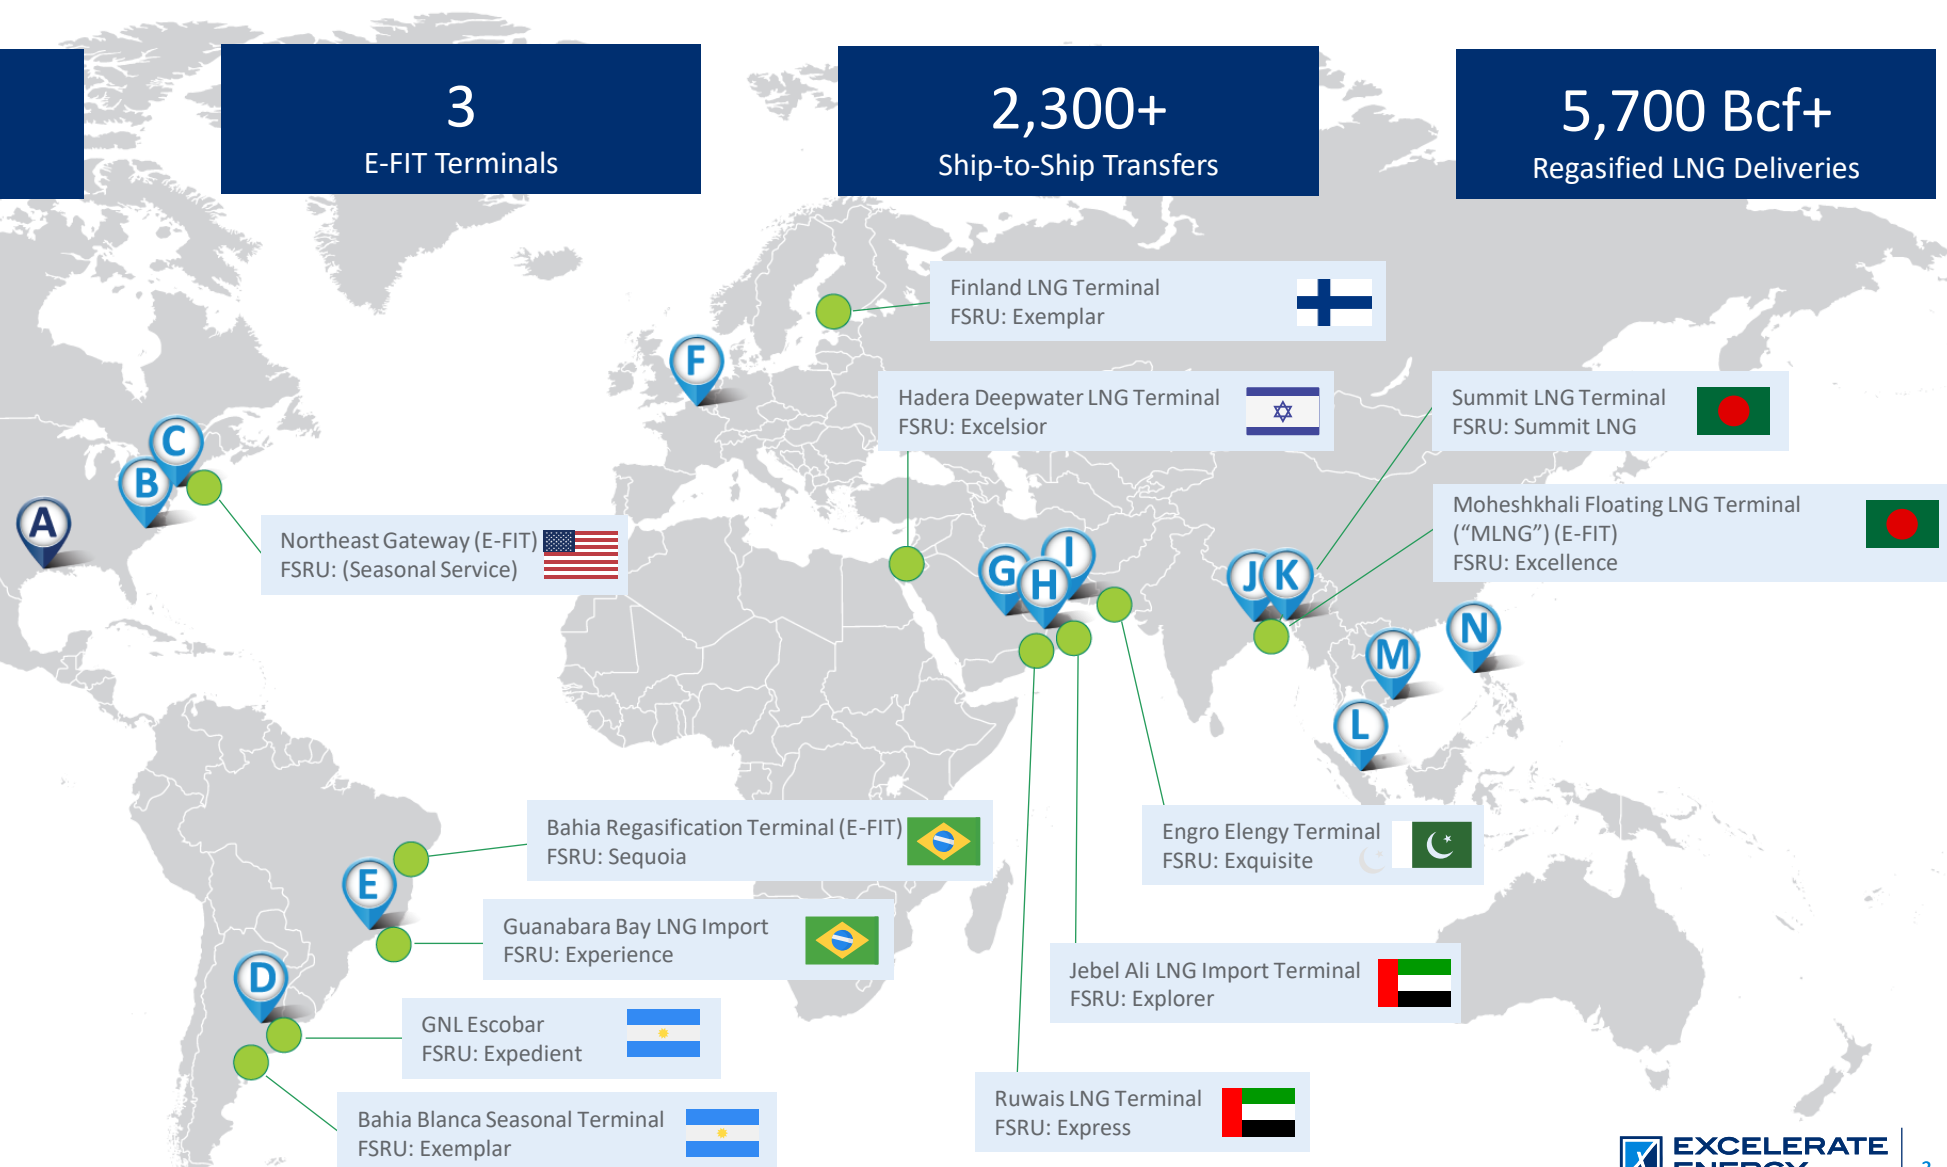 3
E-FIT Terminals
2,300+
Ship-to-Ship Transfers
5,700 Bcf+
Regasified LNG Deliveries
Finland LNG Terminal
FSRU: Exemplar
F
Hadera Deepwater LNG Terminal
FSRU: Excelsior
Summit LNG Terminal
FSRU: Summit LNG
C
B
A
Northeast Gateway (E-FIT)
FSRU: (Seasonal Service)
Moheshkhali Floating LNG Terminal
(“MLNG”) (E-FIT)
FSRU: Excellence
G
H
I
J
K
N
M
L
Bahia Regasification Terminal (E-FIT)
FSRU: Sequoia
Engro Elengy Terminal
FSRU: Exquisite
E
Guanabara Bay LNG Import
FSRU: Experience
D
Jebel Ali LNG Import Terminal
FSRU: Explorer
GNL Escobar
FSRU: Expedient
Ruwais LNG Terminal
FSRU: Express
Bahia Blanca Seasonal Terminal
FSRU: Exemplar
EXCELERATE
ENERGY